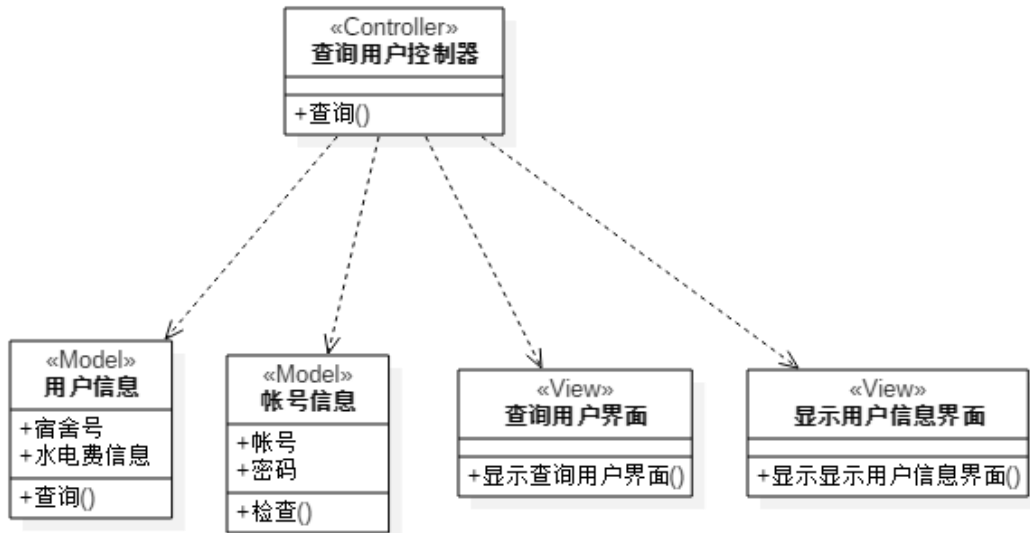 «Controller»
查询用户控制器
+查询()
«Model»
用户信息
+宿舍号
+水电费信息
+查询()
«Model»
帐号信息
+帐号
+密码
+检查()
«View»
查询用户界面
+显示查询用户界面()
«View»
显示用户信息界面
+显示显示用户信息界面()